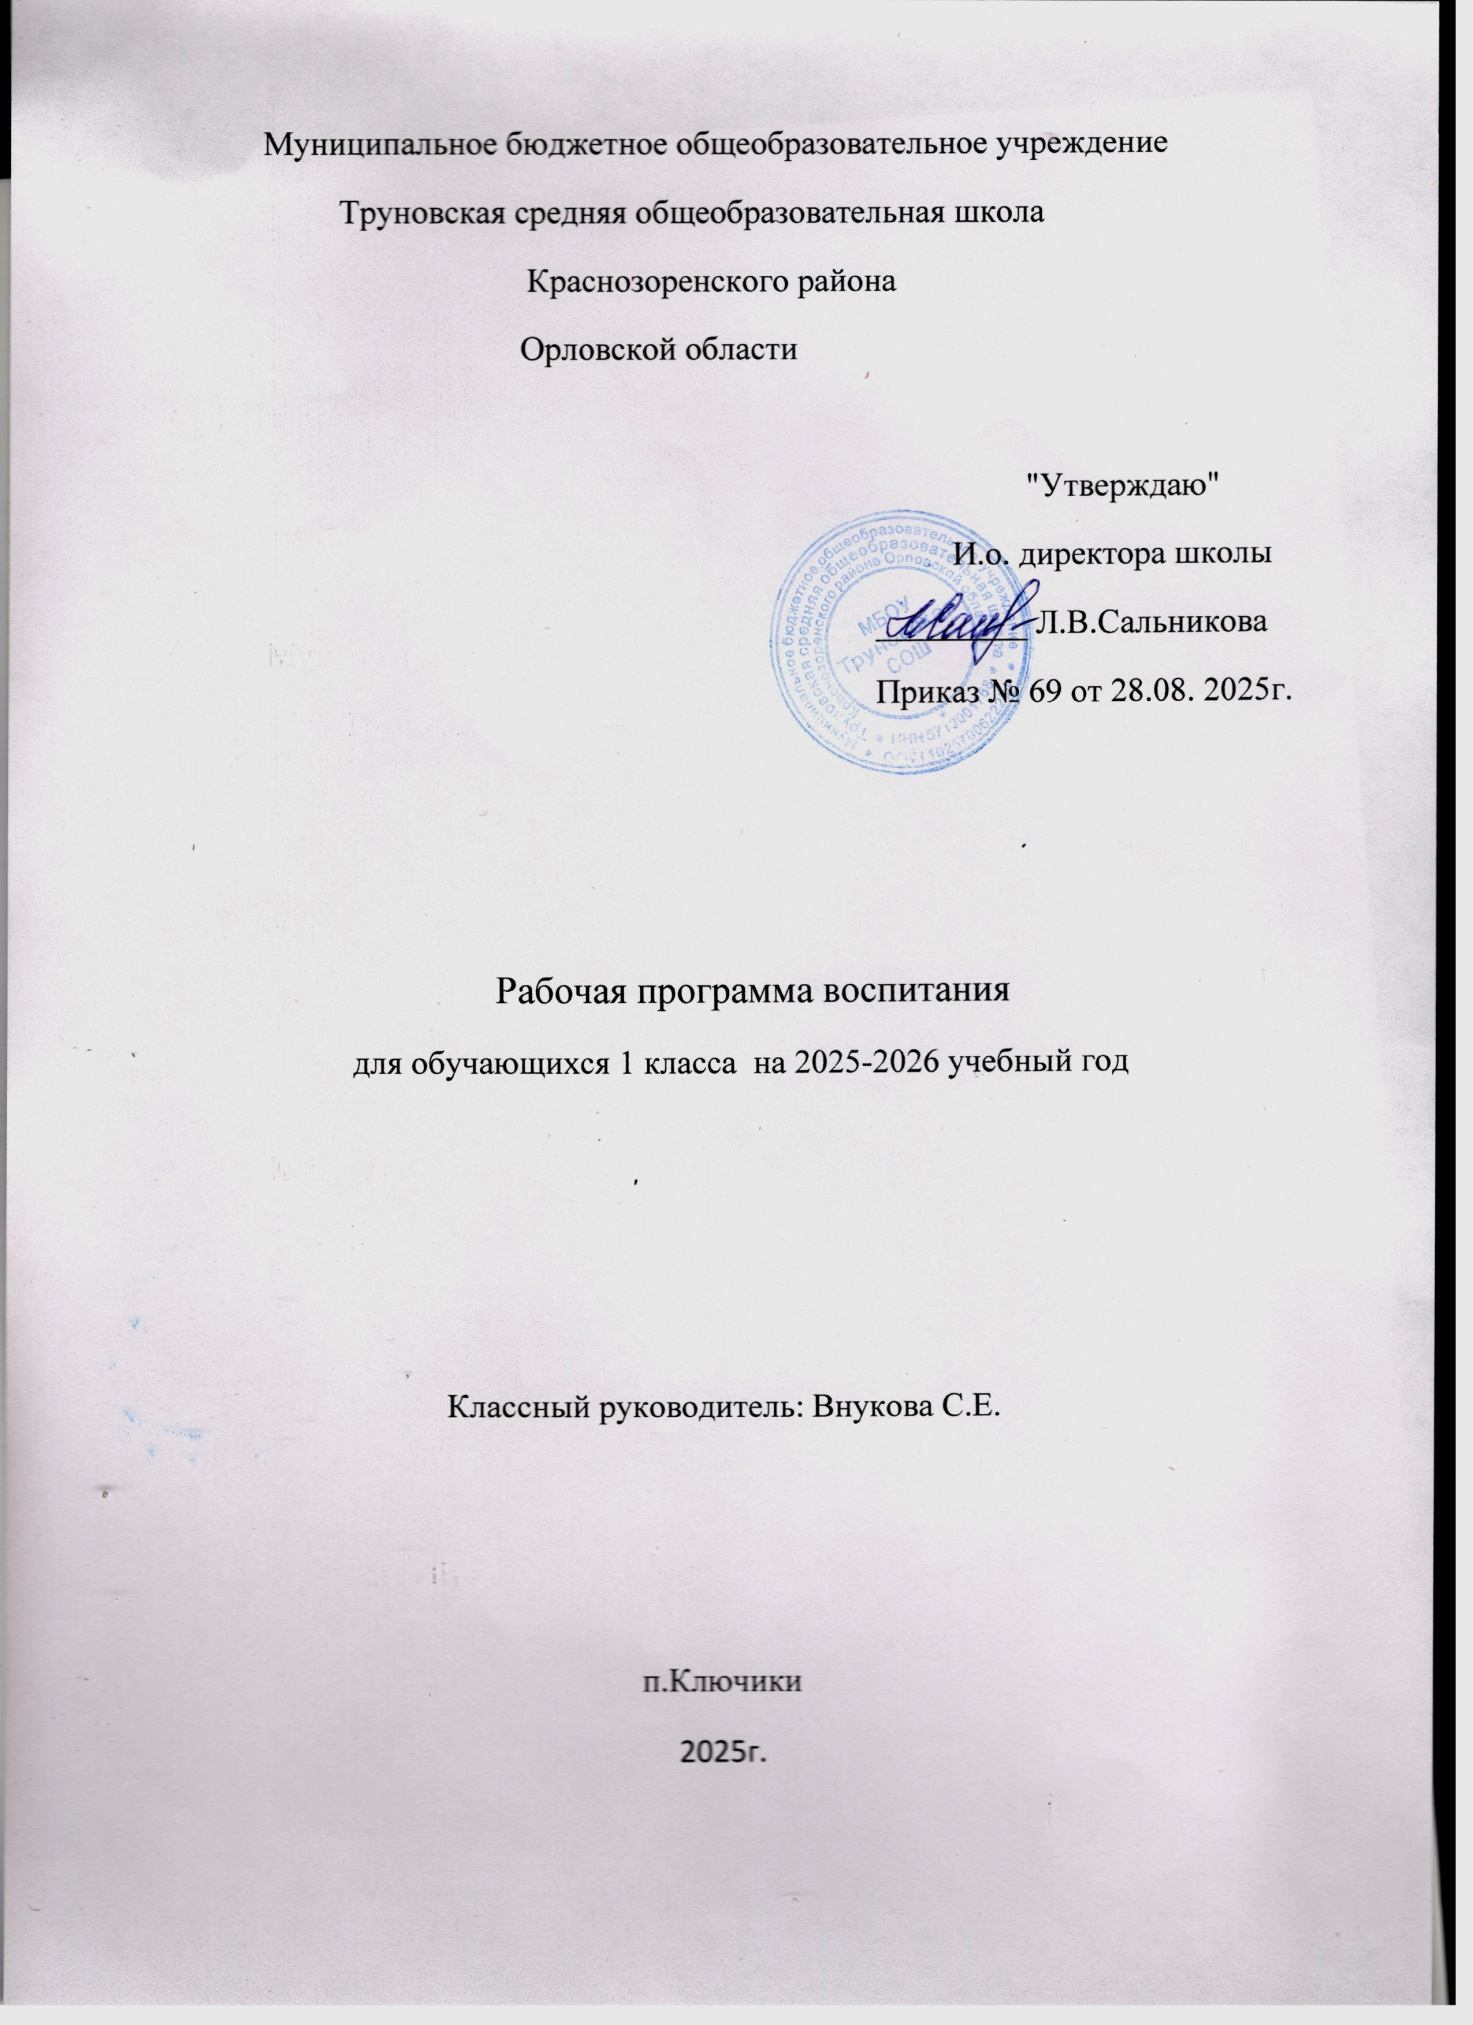 Муниципальное бюджетное общеобразовательное учреждение
Труновская средняя общеобразовательная школа
Краснозоренского района
Орловской области
"Утверждаю"
И.о. директора школы
Л.В.Сальникова
Приказ № 69 от 28.08. 2025г.
МБОУ
СОШ
Рабочая программа воспитания
для обучающихся 1 класса  на 2025-2026 учебный год
Классный руководитель: Внукова С.Е.
п.Ключики
2025г.